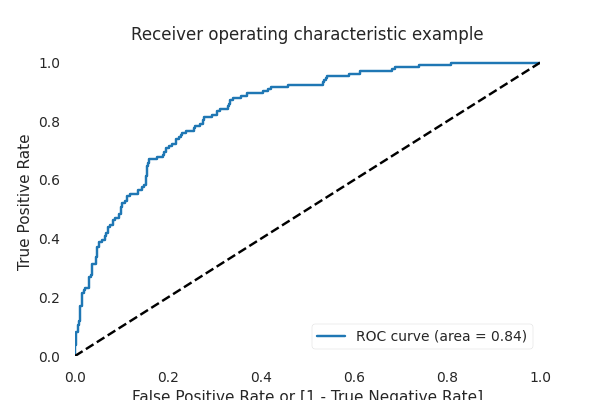 Receiver operating characteristic example
1.0
0.8
0.6
0.4
0.2
0.0
True Positive Rate
ROC curve (area = 0.84)
0.0 0.2 0.4 0.6 0.8 1.0
False Positive Rate or [1 - True Negative Rate]